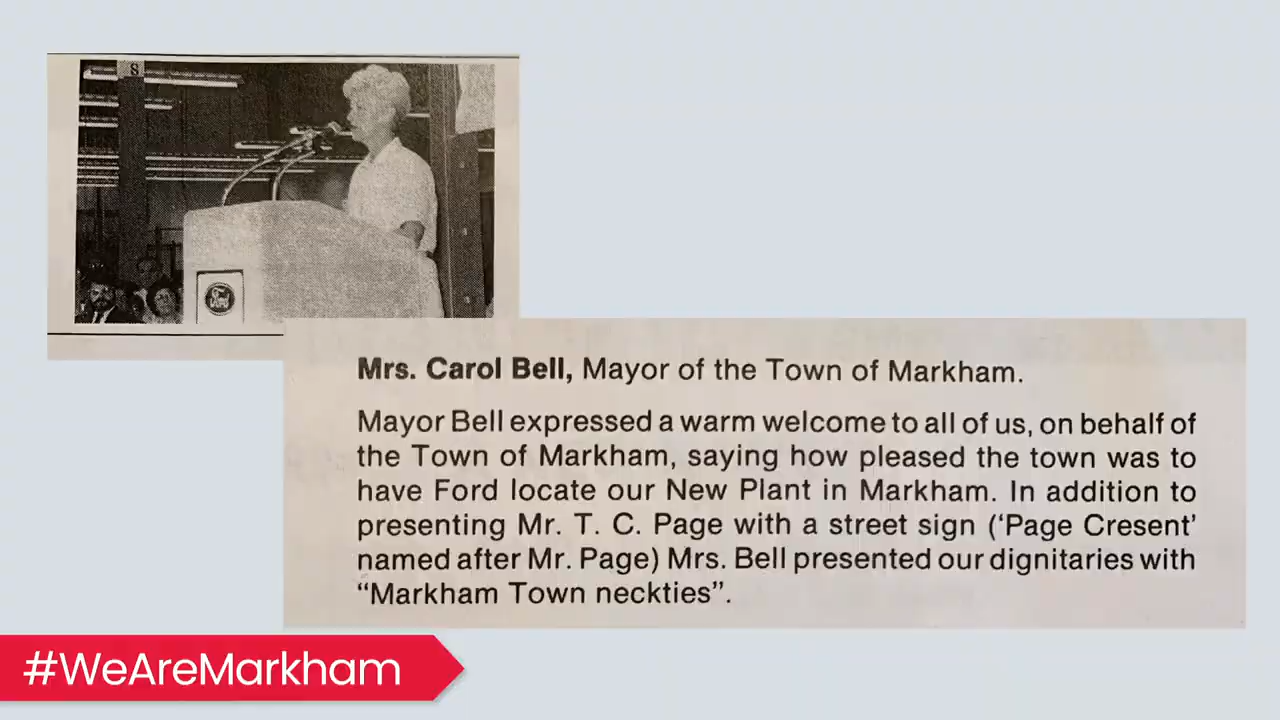 8
Ford
Mrs. Carol Bell, Mayor of the Town of Markham.
Mayor Bell expressed a warm welcome to all of us, on behalf of
the Town of Markham, saying how pleased the town was to
have Ford locate our New Plant in Markham. In addition to
presenting Mr. T. C. Page with a street sign (‘Page Cresent’
named after Mr. Page) Mrs. Bell presented our dignitaries with
“Markham Town neckties”.
#WeAreMarkham